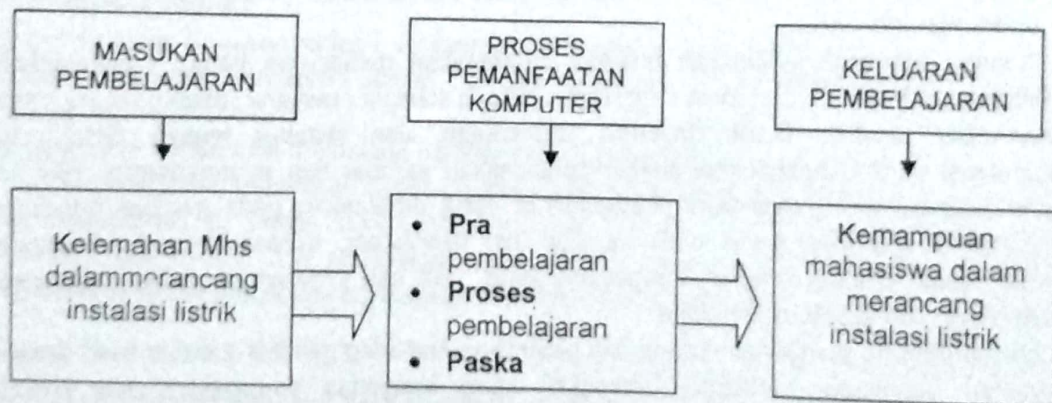 MASUKAN
PEMBELAJARAN
PROSES
PEMANFAATAN
KOMPUTER
KELUARAN
PEMBELAJARAN
Kelemahan Mhs
dalammerancang
instalasi listrik
• Pra
pembelajaran
• Proses
pembelajaran
• Paska
Kemampuan
mahasiswa dalam
merancang
instalasi listrik